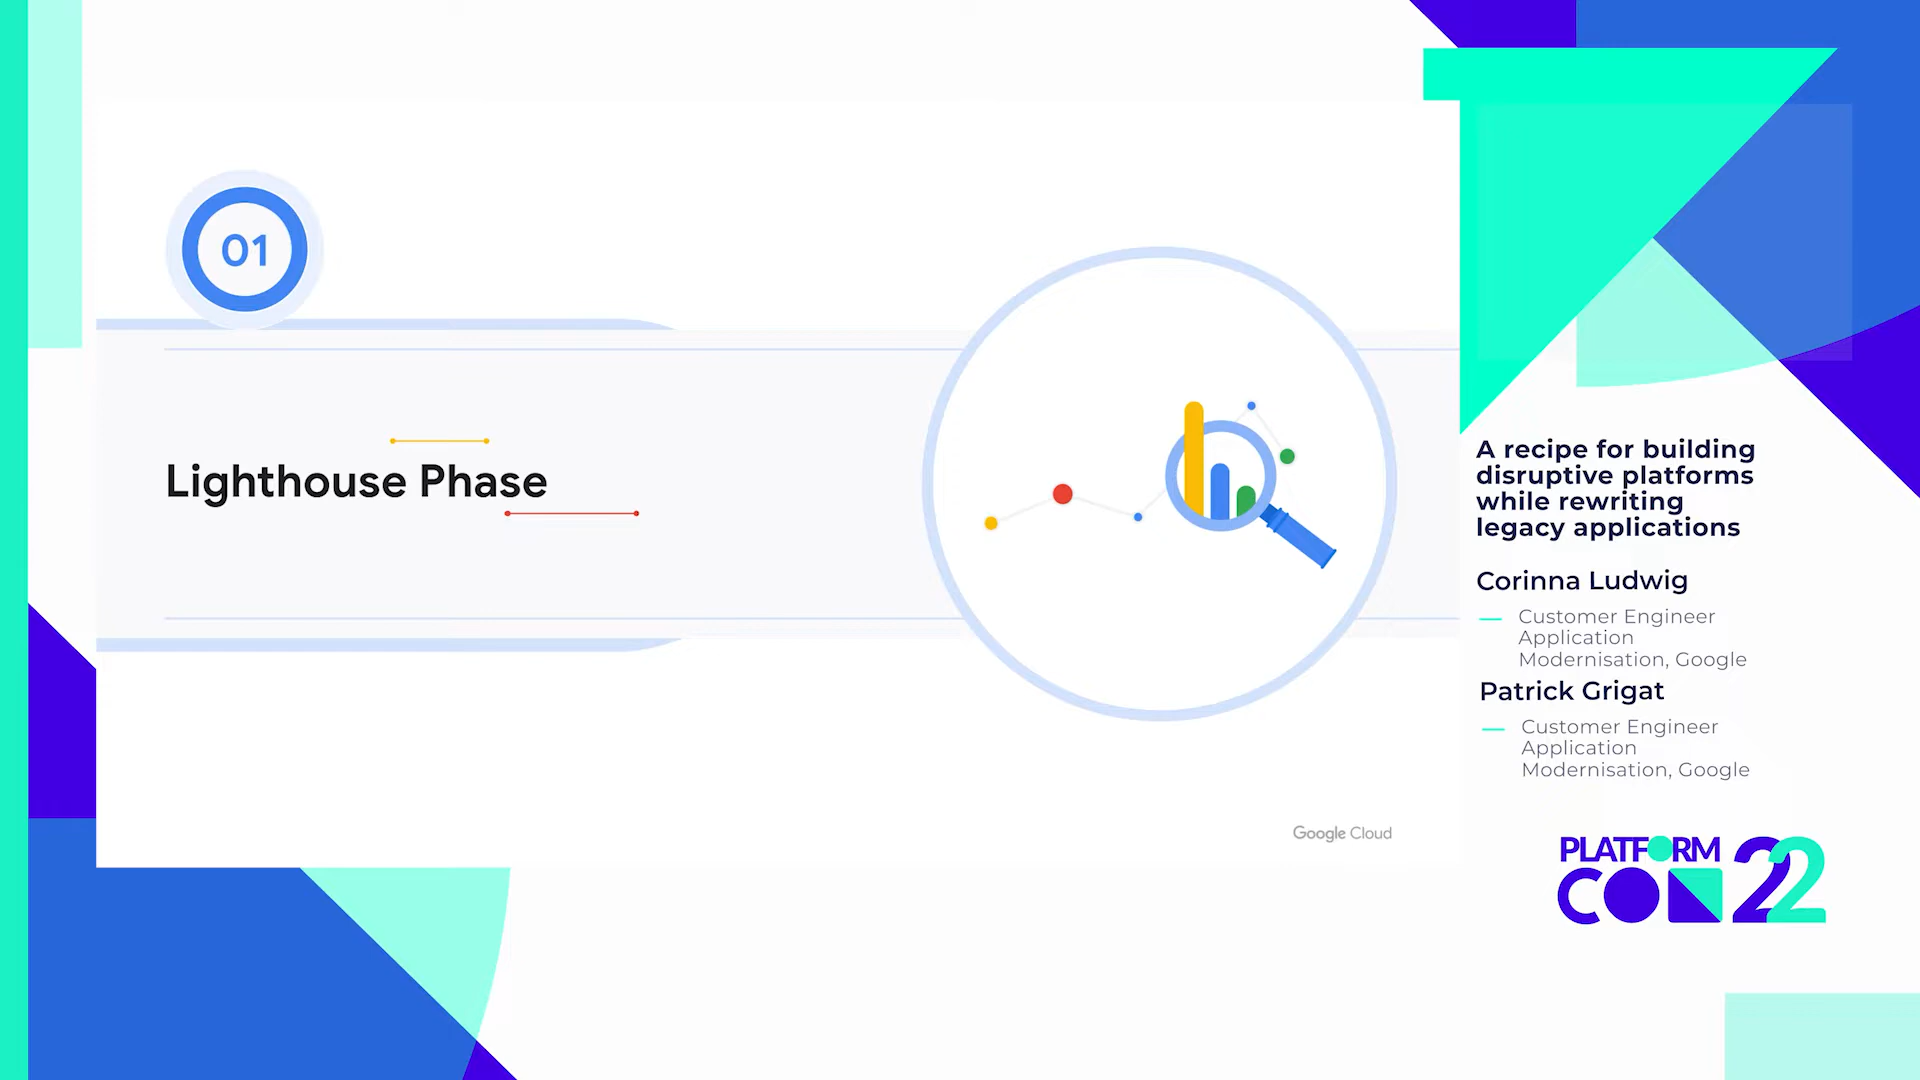 01
Lighthouse Phase
Google Cloud
A recipe for building
disruptive platforms
while rewriting
legacy applications
Corinna Ludwig
Customer Engineer
Application
Modernisation, Google
Patrick Grigat
Customer Engineer
Application
Modernisation, Google
PLATFORM
CON 22